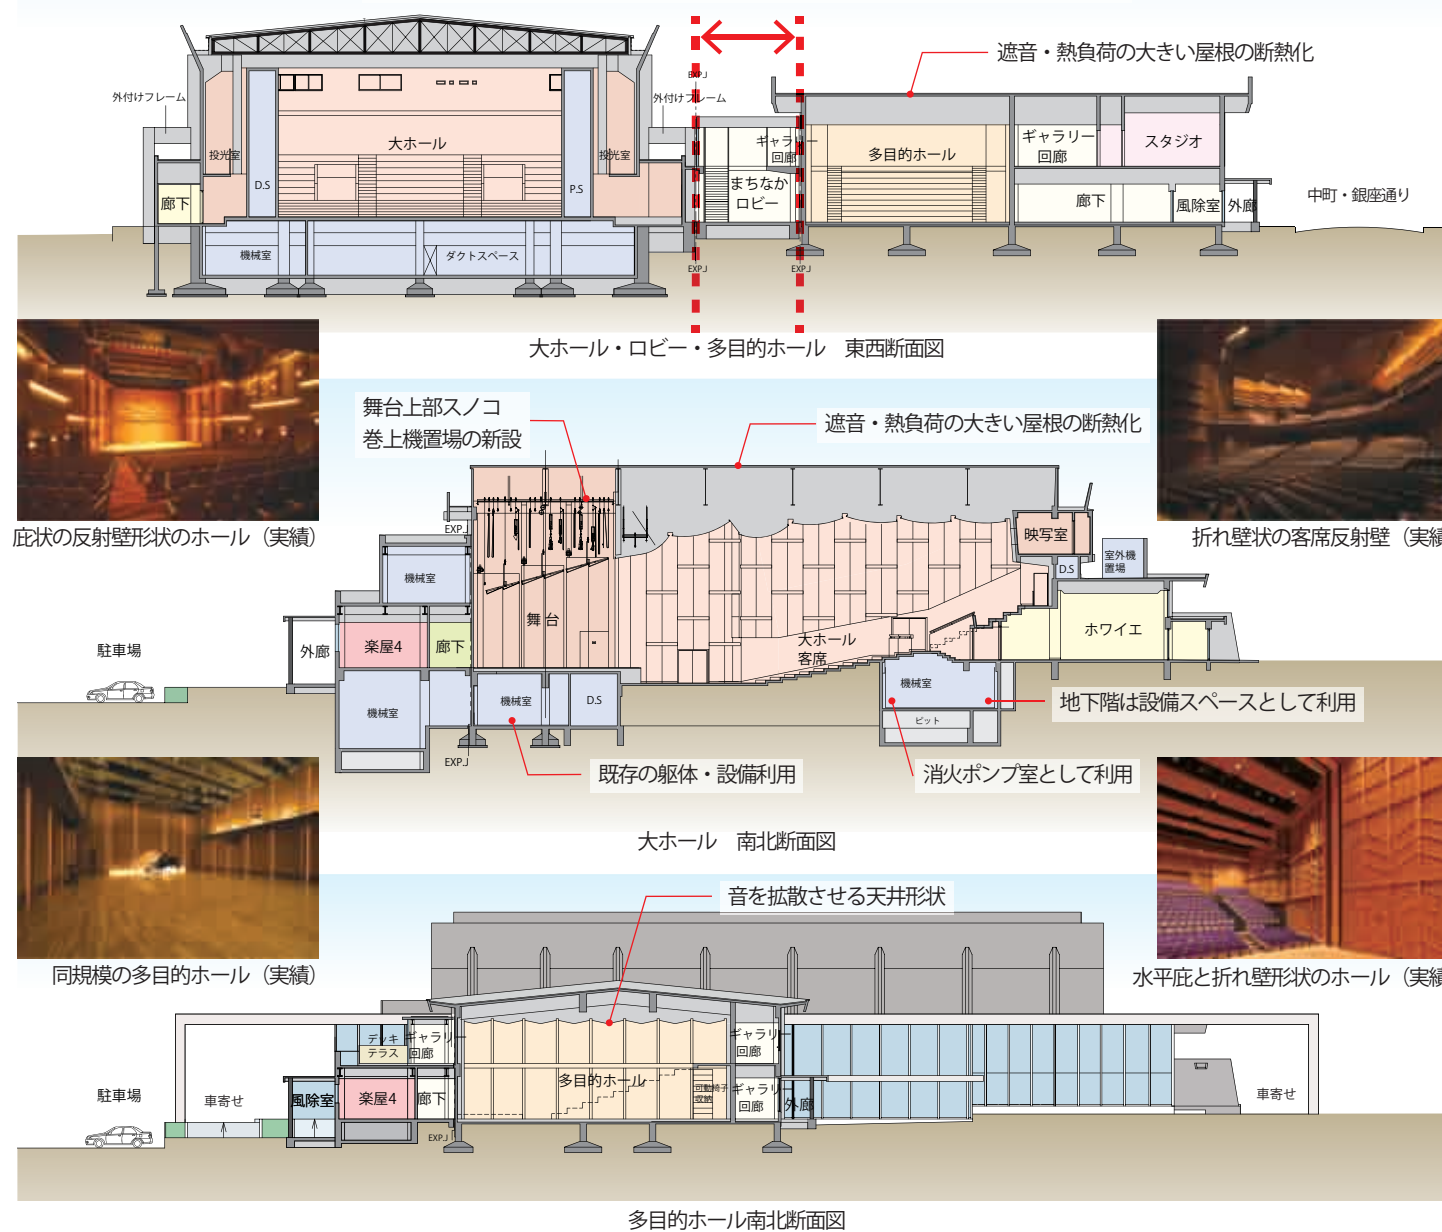 遮音・熱負荷の大きい屋根の断熱化
EXP.J
外付けフレーム
外付けフレーム
投光室
大ホール
投光室
ギャラリー
回廊
多目的ホール
ギャラリー
回廊
スタジオ
D.S
P.S
まちなか
ロビー
廊下
廊下
風除室
外廊
中町・銀座通り
機械室
ダクトスペース
EXP.J
EXP.J
大ホール・ロビー・多目的ホール 東西断面図
舞台上部スノコ
巻上機置場の新設
遮音・熱負荷の大きい屋根の断熱化
庇状の反射壁形状のホール（実績）
折れ壁状の客席反射壁（実績
EXP.J
映写室
室外機
置場
D.S
機械室
舞台
大ホール
客席
ホワイエ
駐車場
外廊
楽屋4
廊下
機械室
機械室
D.S
機械室
ピット
地下階は設備スペースとして利用
EXP.J
既存の躯体・設備利用
消火ポンプ室として利用
大ホール 南北断面図
音を拡散させる天井形状
同規模の多目的ホール（実績）
水平庇と折れ壁形状のホール（実績
デッキ
テラス
ギャラリー
回廊
ギャラリー
回廊
駐車場
車寄せ
風除室
楽屋4
廊下
多目的ホール
可動椅子
収納
ギャラリー
回廊
外廊
車寄せ
EXP.J
多目的ホール南北断面図